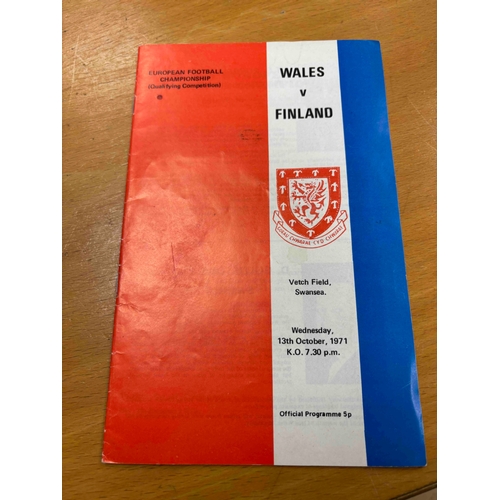 EUROPEAN FOOTBALL
CHAMPIONSHIP
(Qualifying Competition)
WALES
v
FINLAND
Vetch Field,
Swansea.
Wednesday,
13th October, 1971
K.O. 7.30 p.m.
Official Programme 5p